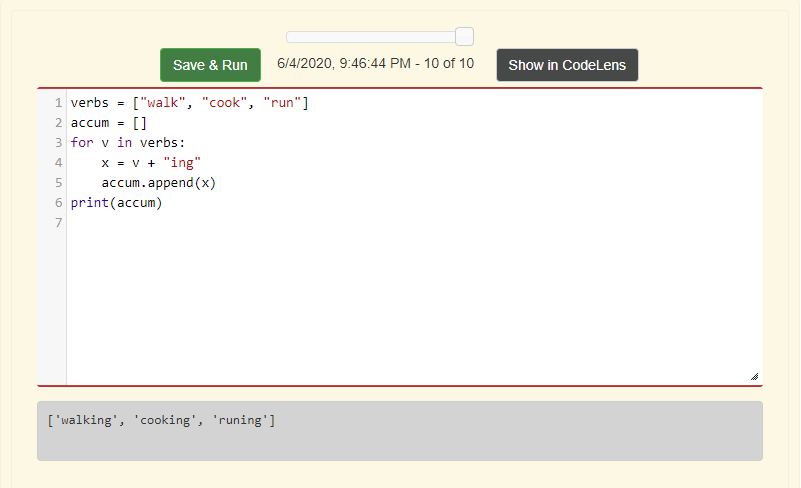 Save & Run 6/4/2020, 9:46:44 PM - 10 of 10 Show in CodeLens
1 verbs = ["walk", "cook", "run"]
2 accum = []
3 for v in verbs:
4     x = v + "ing"
5     accum.append(x)
6 print(accum)
7
['walking', 'cooking', 'runing']